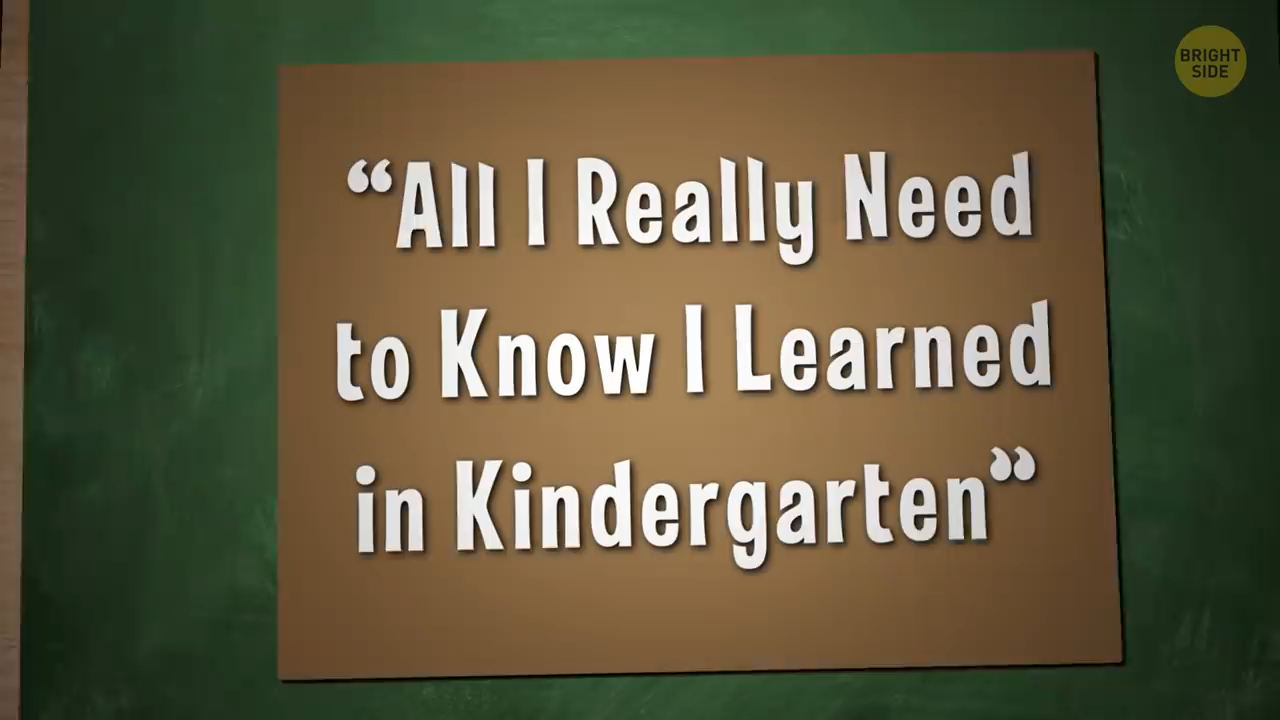 “All I Really Need
to Know I Learned
in Kindergarten”
BRIGHT
SIDE